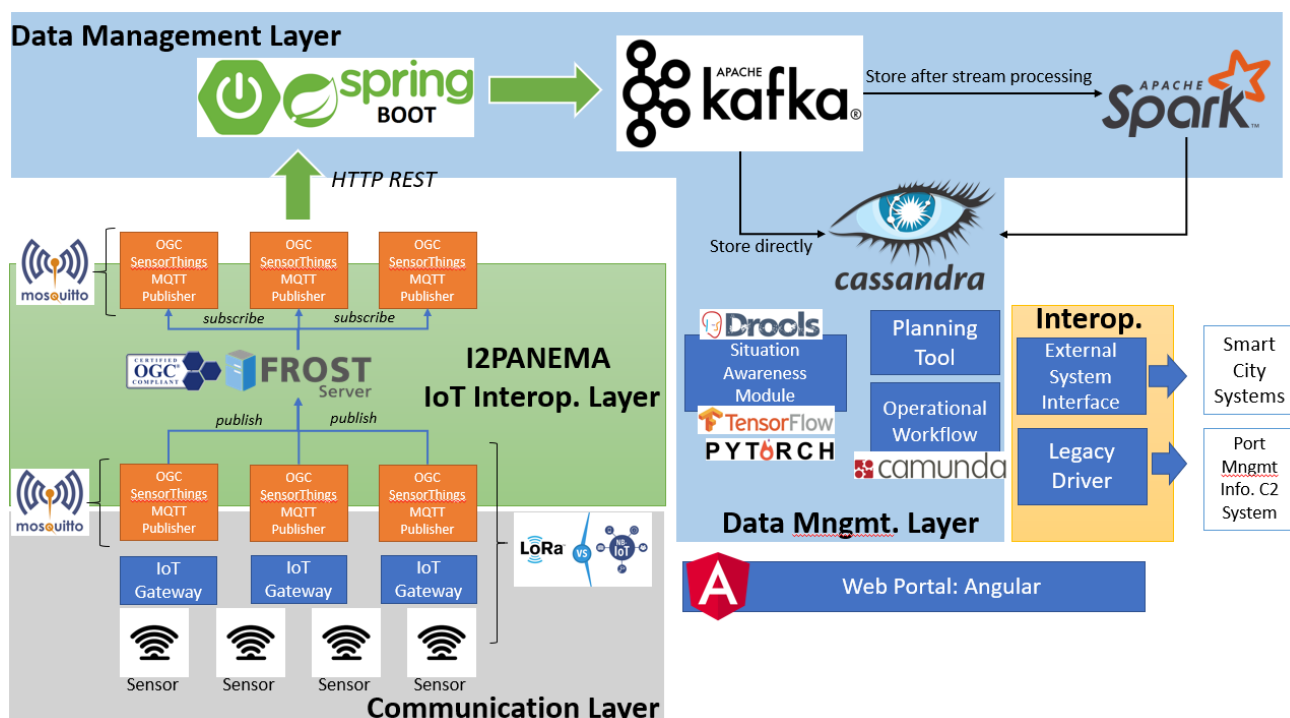 Data Management Layer
spring
BOOT
APACHE
kafka®
Store after stream processing
APACHE
Spark™
HTTP REST
Store directly
cassandra
mosquitto
OGC
SensorThings
MQTT
Publisher
OGC
SensorThings
MQTT
Publisher
OGC
SensorThings
MQTT
Publisher
subscribe
subscribe
CERTIFIED
OGC®
COMPLIANT
FROST
Server
I2PANEMA
IoT Interop. Layer
publish
publish
mosquitto
OGC
SensorThings
MQTT
Publisher
OGC
SensorThings
MQTT
Publisher
OGC
SensorThings
MQTT
Publisher
LoRa
VS
NB-
IoT
IoT
Gateway
IoT
Gateway
IoT
Gateway
Sensor
Sensor
Sensor
Sensor
Communication Layer
Drools
Situation
Awareness
Module
TensorFlow
PYTORCH
Planning
Tool
Operational
Workflow
camunda
Data Mngmt. Layer
Interop.
External
System
Interface
Legacy
Driver
Smart
City
Systems
Port
Mngmt
Info. C2
System
A
Web Portal: Angular